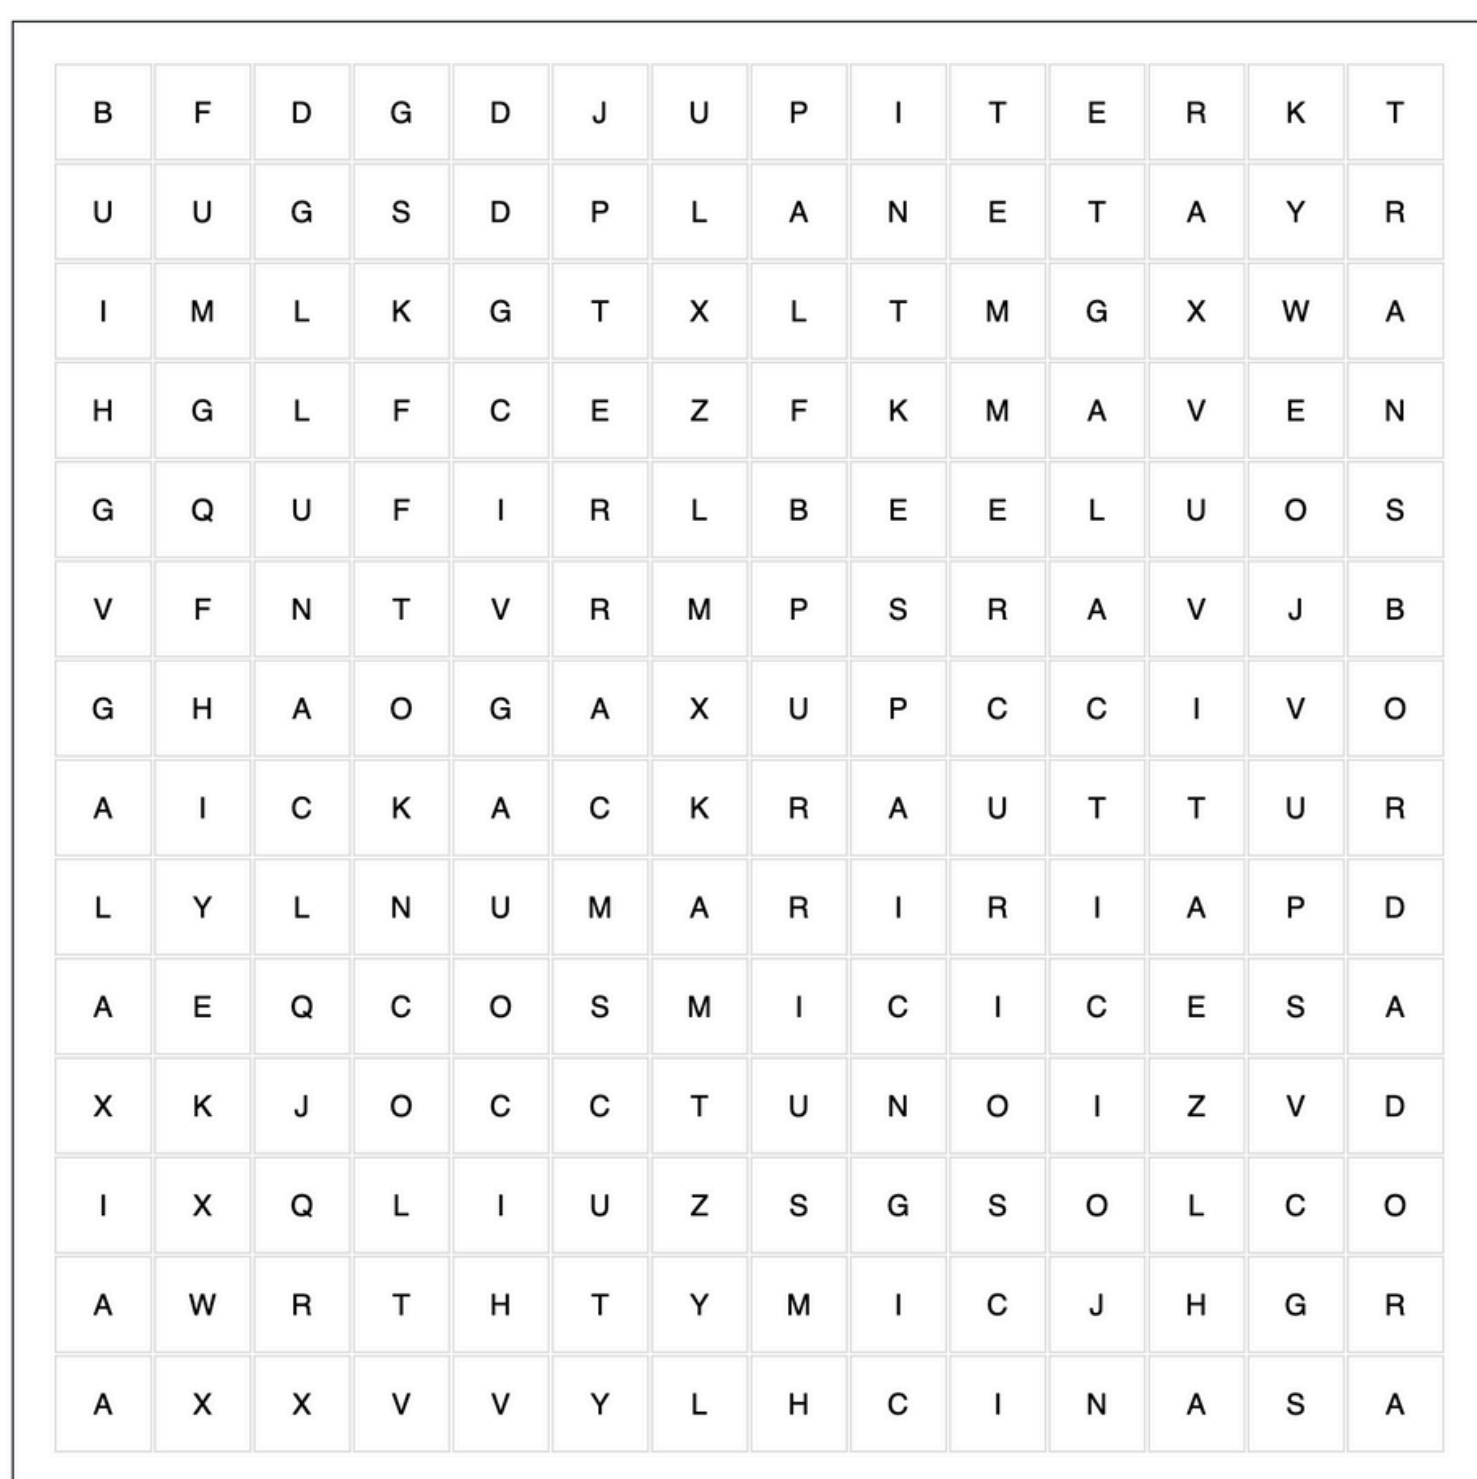 B F D G D J U P I T E R K T
U U G S D P L A N E T A Y R
I M L K G T X L T M G X W A
H G L F C E Z F K M A V E N
G Q U F I R L B E E L U O S
V F N T V R M P S R A V J B
G H A O G A X U P C C I V O
A I C K A C K R A U T T U R
L Y L N U M A R I R I A P D
A E Q C O S M I C I C E S A
X K J O C C T U N O I Z V D
I X Q L I U Z S G S O L C O
A W R T H T Y M I C J H G R
A X X V V Y L H C I N A S A